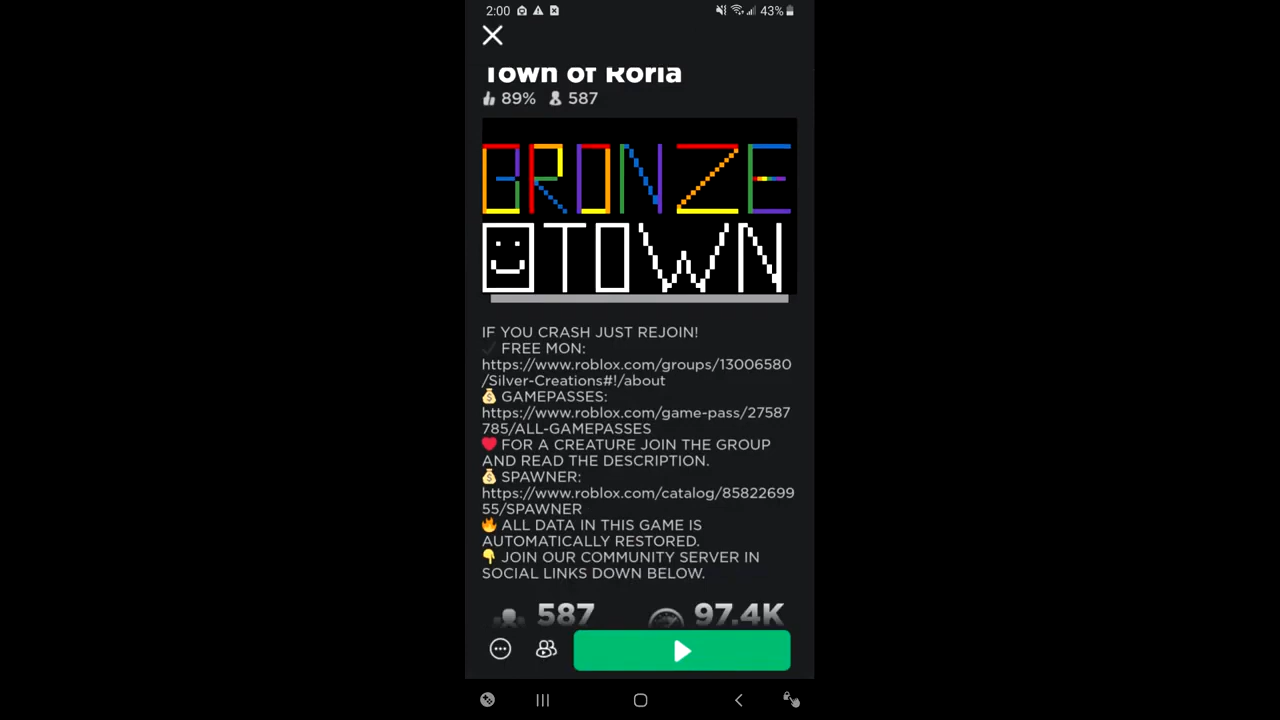 2:00
43%
Town of Roria
89% 587
BRONZE
TOWN
IF YOU CRASH JUST REJOIN!
✓ FREE MON:
https://www.roblox.com/groups/13006580
/Silver-Creations#!/about
💰 GAMEPASSES:
https://www.roblox.com/game-pass/27587
785/ALL-GAMEPASSES
❤️ FOR A CREATURE JOIN THE GROUP
AND READ THE DESCRIPTION.
💰 SPAWNER:
https://www.roblox.com/catalog/85822699
55/SPAWNER
🔥 ALL DATA IN THIS GAME IS
AUTOMATICALLY RESTORED.
👇 JOIN OUR COMMUNITY SERVER IN
SOCIAL LINKS DOWN BELOW.
587 97.4K